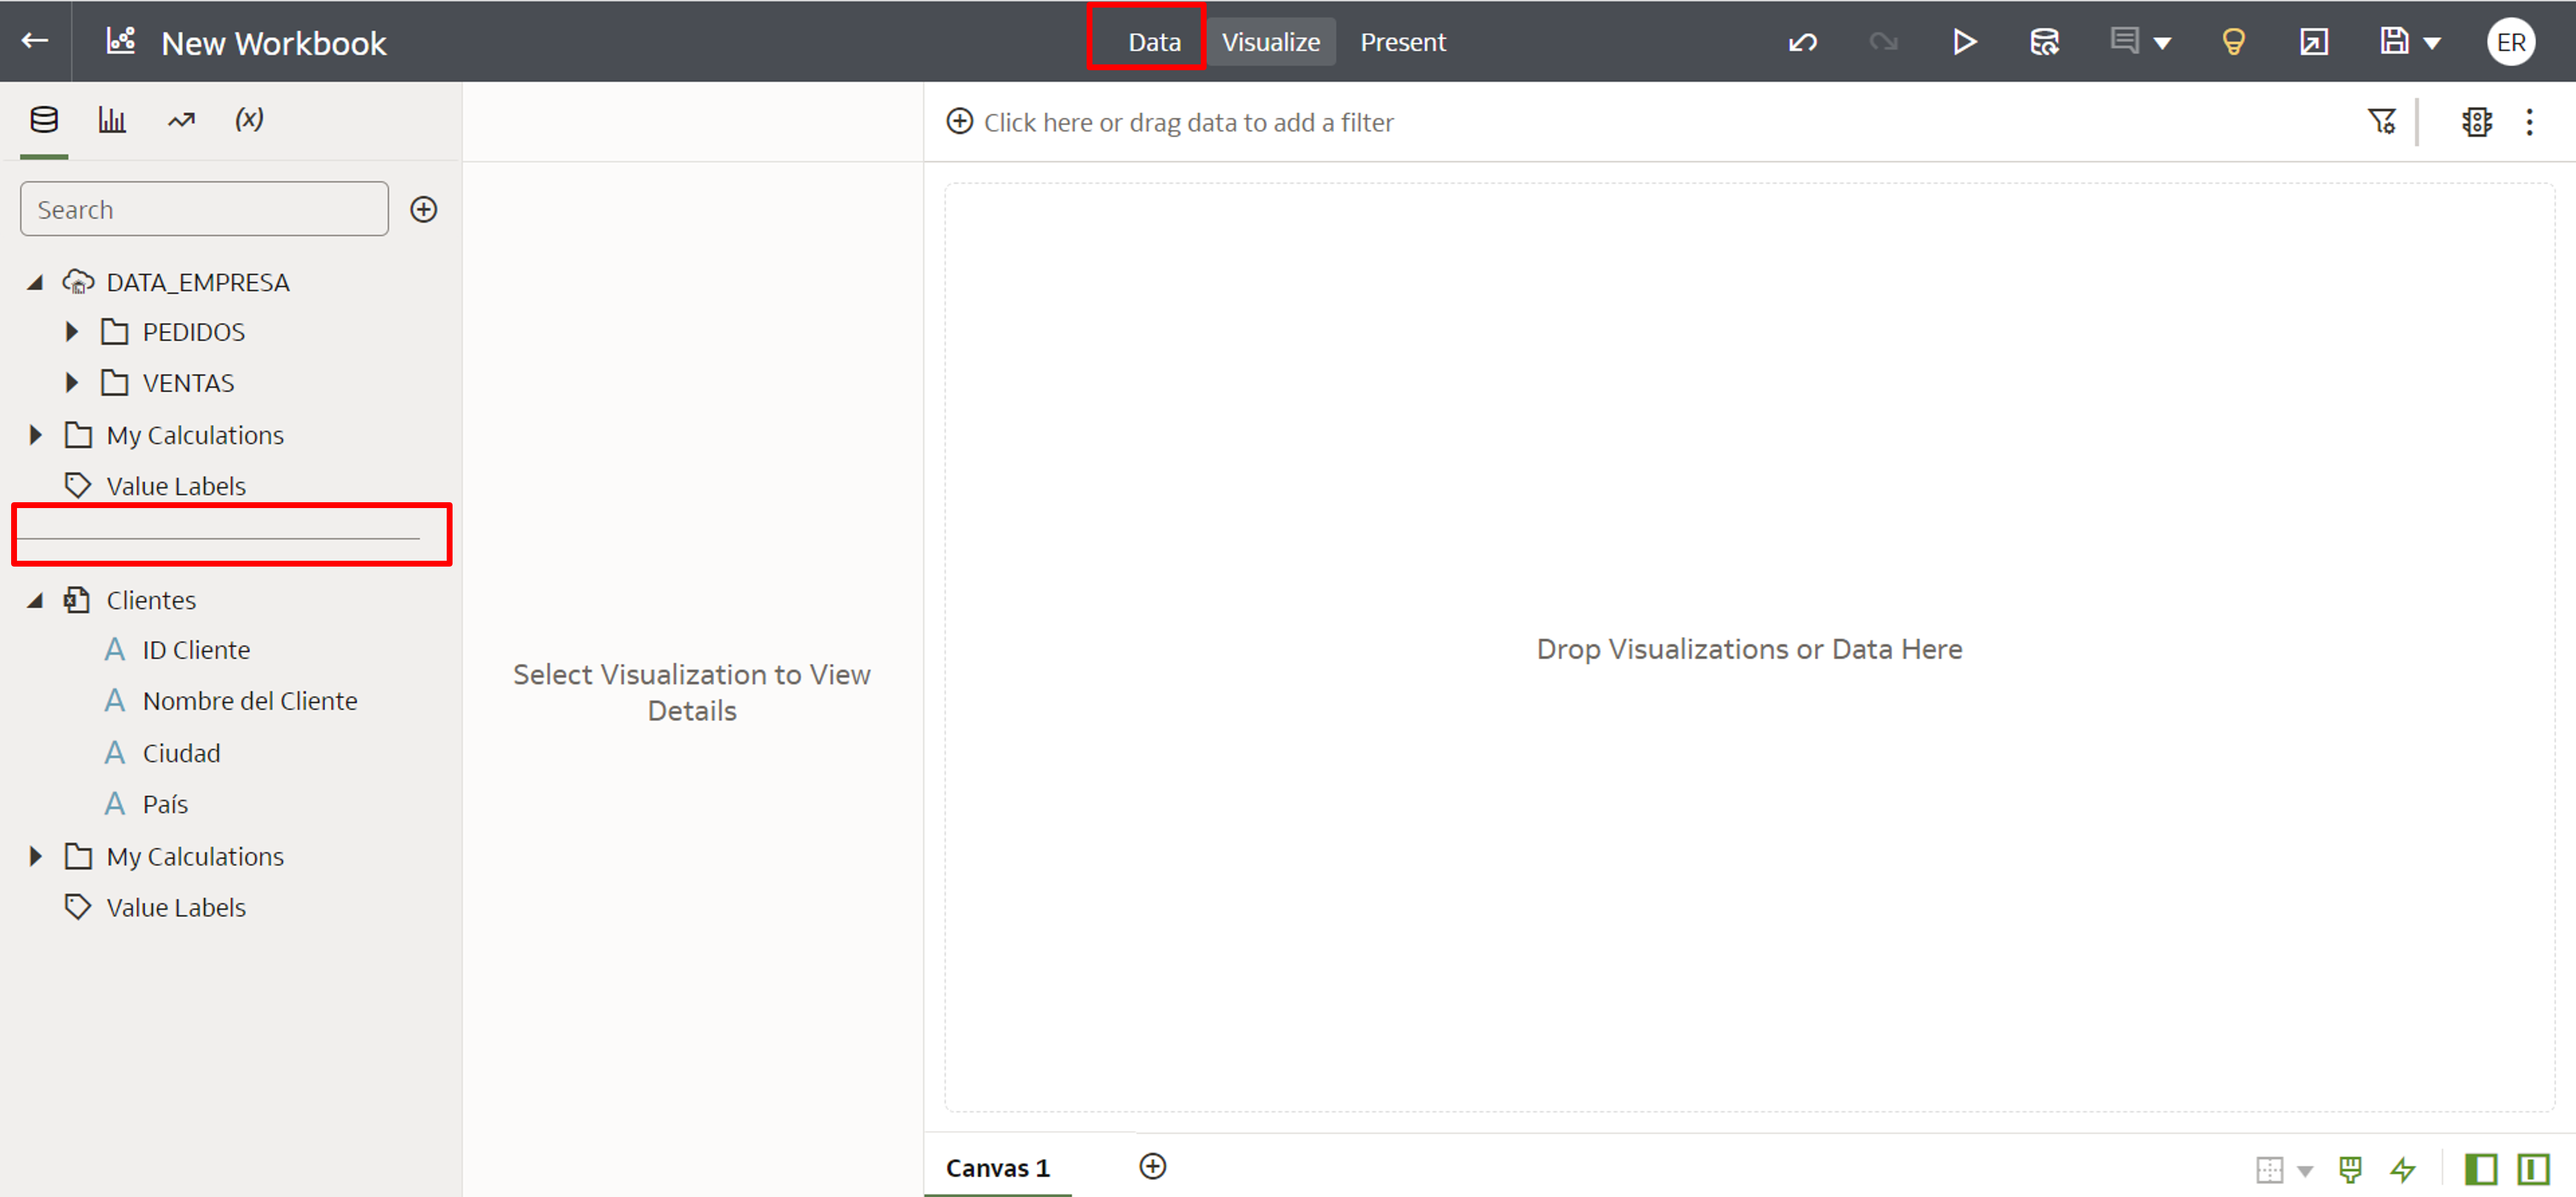 New Workbook
Data
Visualize
Present
ER
(x)
Click here or drag data to add a filter
Search
DATA_EMPRESA
PEDIDOS
VENTAS
My Calculations
Value Labels
Clientes
A ID Cliente
A Nombre del Cliente
A Ciudad
A País
My Calculations
Value Labels
Select Visualization to View
Details
Drop Visualizations or Data Here
Canvas 1